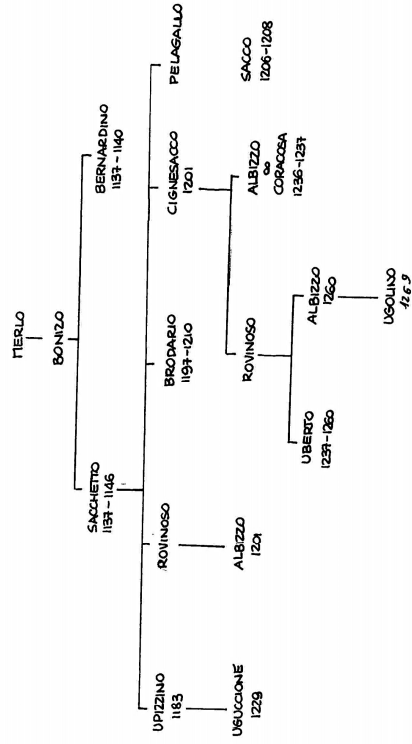 MERLO
BONIZO
SACCHETTO
1137-1146
BERNARDINO
1137-1140
UPIZZINO
1183
ROVINOSO
BRODARIO
1197-1210
CIGNESACCO
1201
PELAGALLO
UGUCCIONE
1229
ALBIZZO
1201
ROVINOSO
ALBIZZO
∞
CORACOSA
1236-1237
SACCO
1206-1208
UBERTO
1237-1260
ALBIZZO
1260
UGOLINO
1269